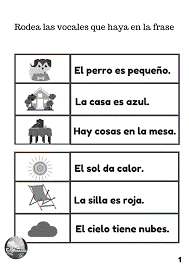 Rodea las vocales que haya en la frase
El perro es pequeño.
La casa es azul.
Hay cosas en la mesa.
El sol da calor.
La silla es roja.
El cielo tiene nubes.
1